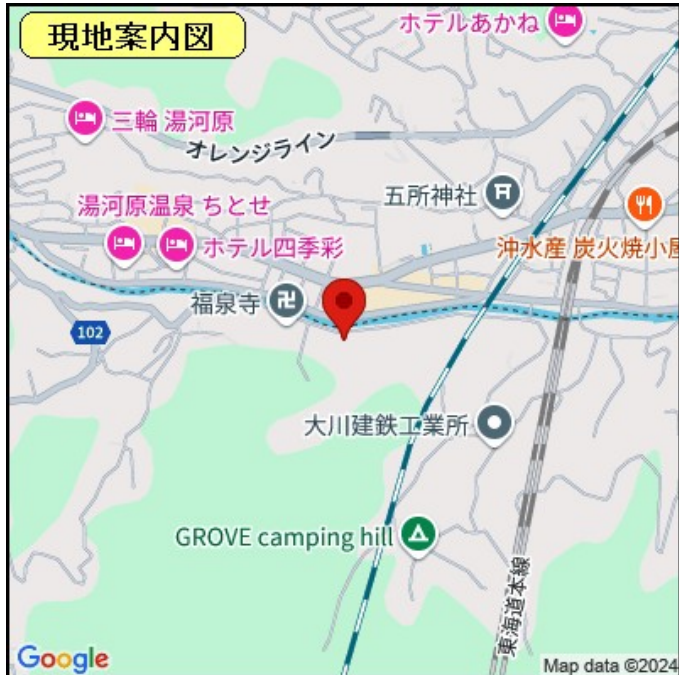 現地案内図
ホテルあかね
三輪 湯河原
オレンジライン
五所神社
湯河原温泉 ちとせ
ホテル四季彩
沖水産 炭火焼小屋
福泉寺
102
大川建鉄工業所
GROVE camping hill
東海道本線
Google
Map data ©2024